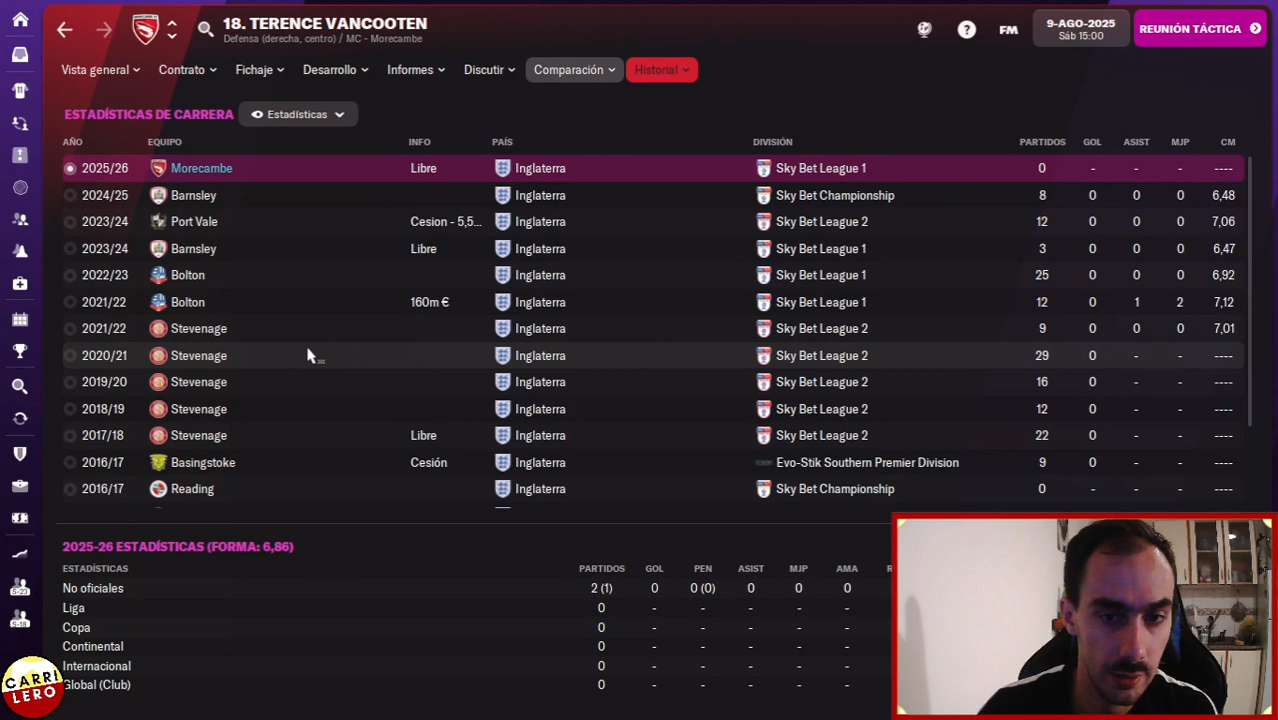 18. TERENCE VANCOOTEN
Defensa (derecha, centro) / MC - Morecambe
FM
9-AGO-2025
Sáb 15:00
REUNIÓN TÁCTICA
Vista general Contrato Fichaje Desarrollo Informes Discutir Comparación Historial
ESTADÍSTICAS DE CARRERA Estadísticas
AÑO EQUIPO INFO PAÍS DIVISIÓN PARTIDOS GOL ASIST MJP CM
2025/26 Morecambe Libre Inglaterra Sky Bet League 1 0 - - - ----
2024/25 Barnsley Inglaterra Sky Bet Championship 8 0 0 0 6,48
2023/24 Port Vale Cesion - 5,5... Inglaterra Sky Bet League 2 12 0 0 0 7,06
2023/24 Barnsley Libre Inglaterra Sky Bet League 1 3 0 0 0 6,47
2022/23 Bolton Inglaterra Sky Bet League 1 25 0 0 0 6,92
2021/22 Bolton 160m € Inglaterra Sky Bet League 1 12 0 1 2 7,12
2021/22 Stevenage Inglaterra Sky Bet League 2 9 0 0 0 7,01
2020/21 Stevenage Inglaterra Sky Bet League 2 29 0 - - ----
2019/20 Stevenage Inglaterra Sky Bet League 2 16 0 - - ----
2018/19 Stevenage Inglaterra Sky Bet League 2 12 0 - - ----
2017/18 Stevenage Libre Inglaterra Sky Bet League 2 22 0 - - ----
2016/17 Basingstoke Cesión Inglaterra Evo-Stik Southern Premier Division 9 0 - - ----
2016/17 Reading Inglaterra Sky Bet Championship 0 - - - ----
2025-26 ESTADÍSTICAS (FORMA: 6,86)
ESTADÍSTICAS PARTIDOS GOL PEN ASIST MJP AMA
No oficiales 2 (1) 0 0 (0) 0 0 0
Liga 0 - - - - -
Copa 0 - - - - -
Continental 0 - - - - -
Internacional 0 - - - - -
Global (Club) 0 - - - - -
S-23
S-18
CARRI
LERO